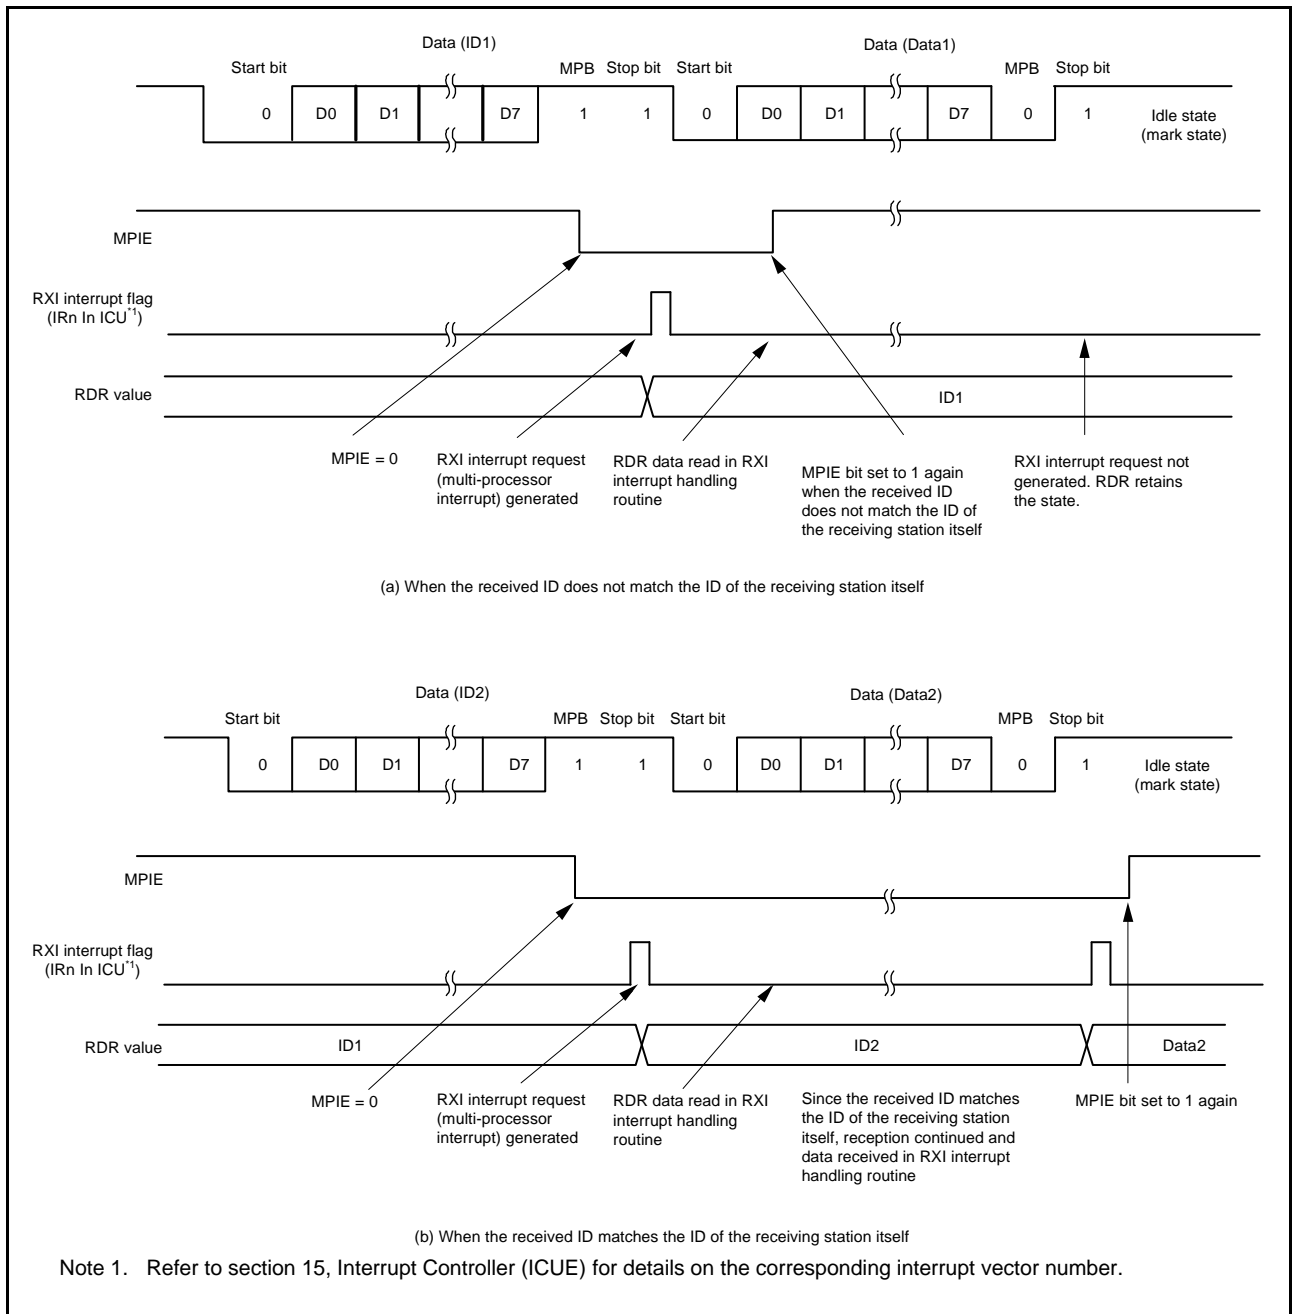 Data (ID1) Data (Data1)
Start bit MPB Stop bit Start bit MPB Stop bit
0 D0 D1 D7 1 1 0 D0 D1 D7 0 1 Idle state
(mark state)
MPIE
RXI interrupt flag
(IRn In ICU*1)
RDR value ID1
MPIE = 0
RXI interrupt request
(multi-processor
interrupt) generated
RDR data read in RXI
interrupt handling
routine
MPIE bit set to 1 again
when the received ID
does not match the ID of
the receiving station itself
RXI interrupt request not
generated. RDR retains
the state.
(a) When the received ID does not match the ID of the receiving station itself
Data (ID2) Data (Data2)
Start bit MPB Stop bit Start bit MPB Stop bit
0 D0 D1 D7 1 1 0 D0 D1 D7 0 1 Idle state
(mark state)
MPIE
RXI interrupt flag
(IRn In ICU*1)
RDR value ID1 ID2 Data2
MPIE = 0
RXI interrupt request
(multi-processor
interrupt) generated
RDR data read in RXI
interrupt handling
routine
Since the received ID matches
the ID of the receiving station
itself, reception continued and
data received in RXI interrupt
handling routine
MPIE bit set to 1 again
(b) When the received ID matches the ID of the receiving station itself
Note 1. Refer to section 15, Interrupt Controller (ICUE) for details on the corresponding interrupt vector number.